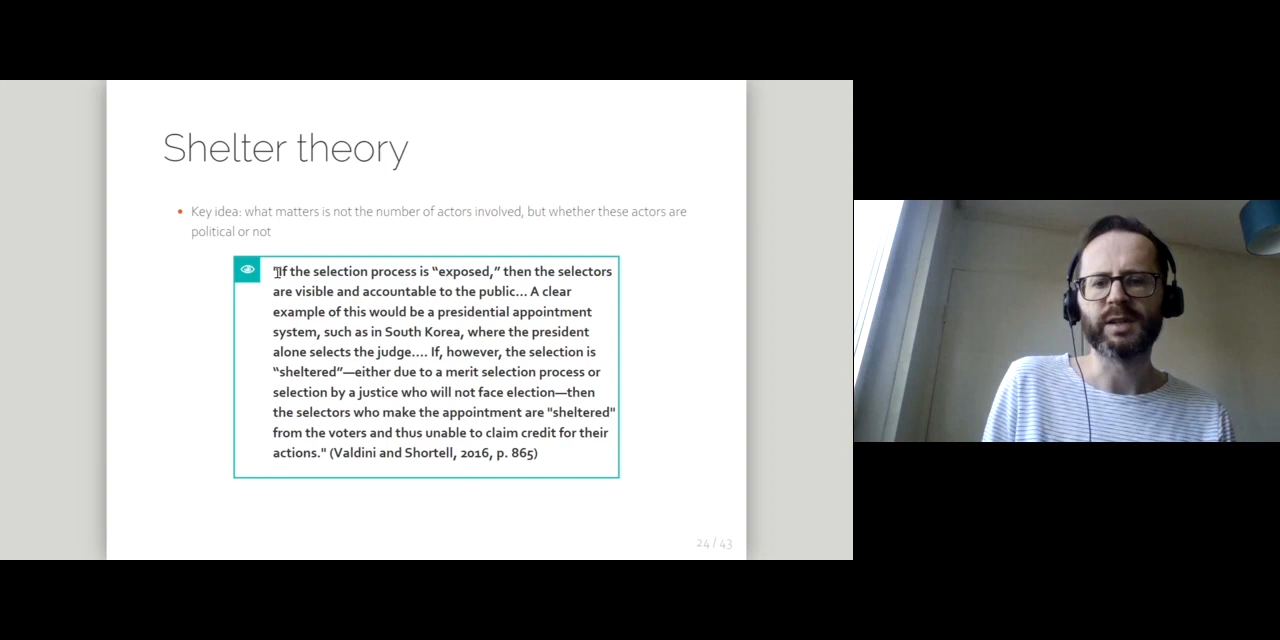 Shelter theory
Key idea: what matters is not the number of actors involved, but whether these actors are
political or not
"If the selection process is “exposed,” then the selectors
are visible and accountable to the public... A clear
example of this would be a presidential appointment
system, such as in South Korea, where the president
alone selects the judge.... If, however, the selection is
“sheltered”—either due to a merit selection process or
selection by a justice who will not face election—then
the selectors who make the appointment are "sheltered"
from the voters and thus unable to claim credit for their
actions." (Valdini and Shortell, 2016, p. 865)
24 / 43